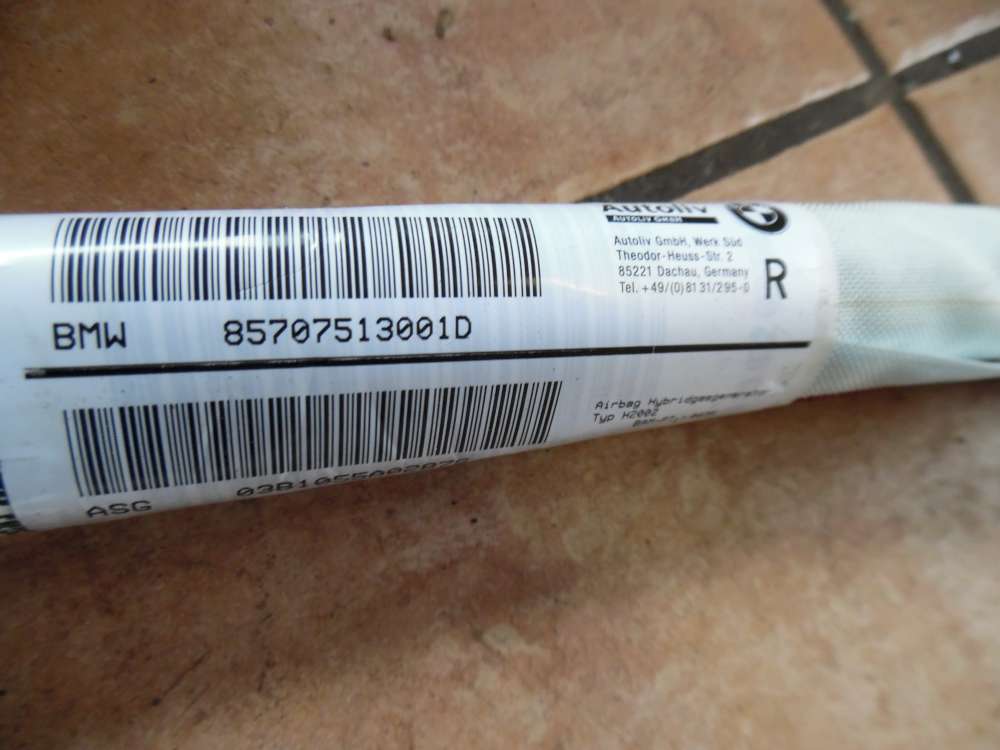 Autoliv
AUTOLIV GMBH
Autoliv GmbH, Werk Süd
Theodor-Heuss-Str. 2
85221 Dachau, Germany
Tel. +49/(0)8131/295-0
R
BMW 85707513001D
Airbag Hybridgasgenerator
Typ H2002
ASG